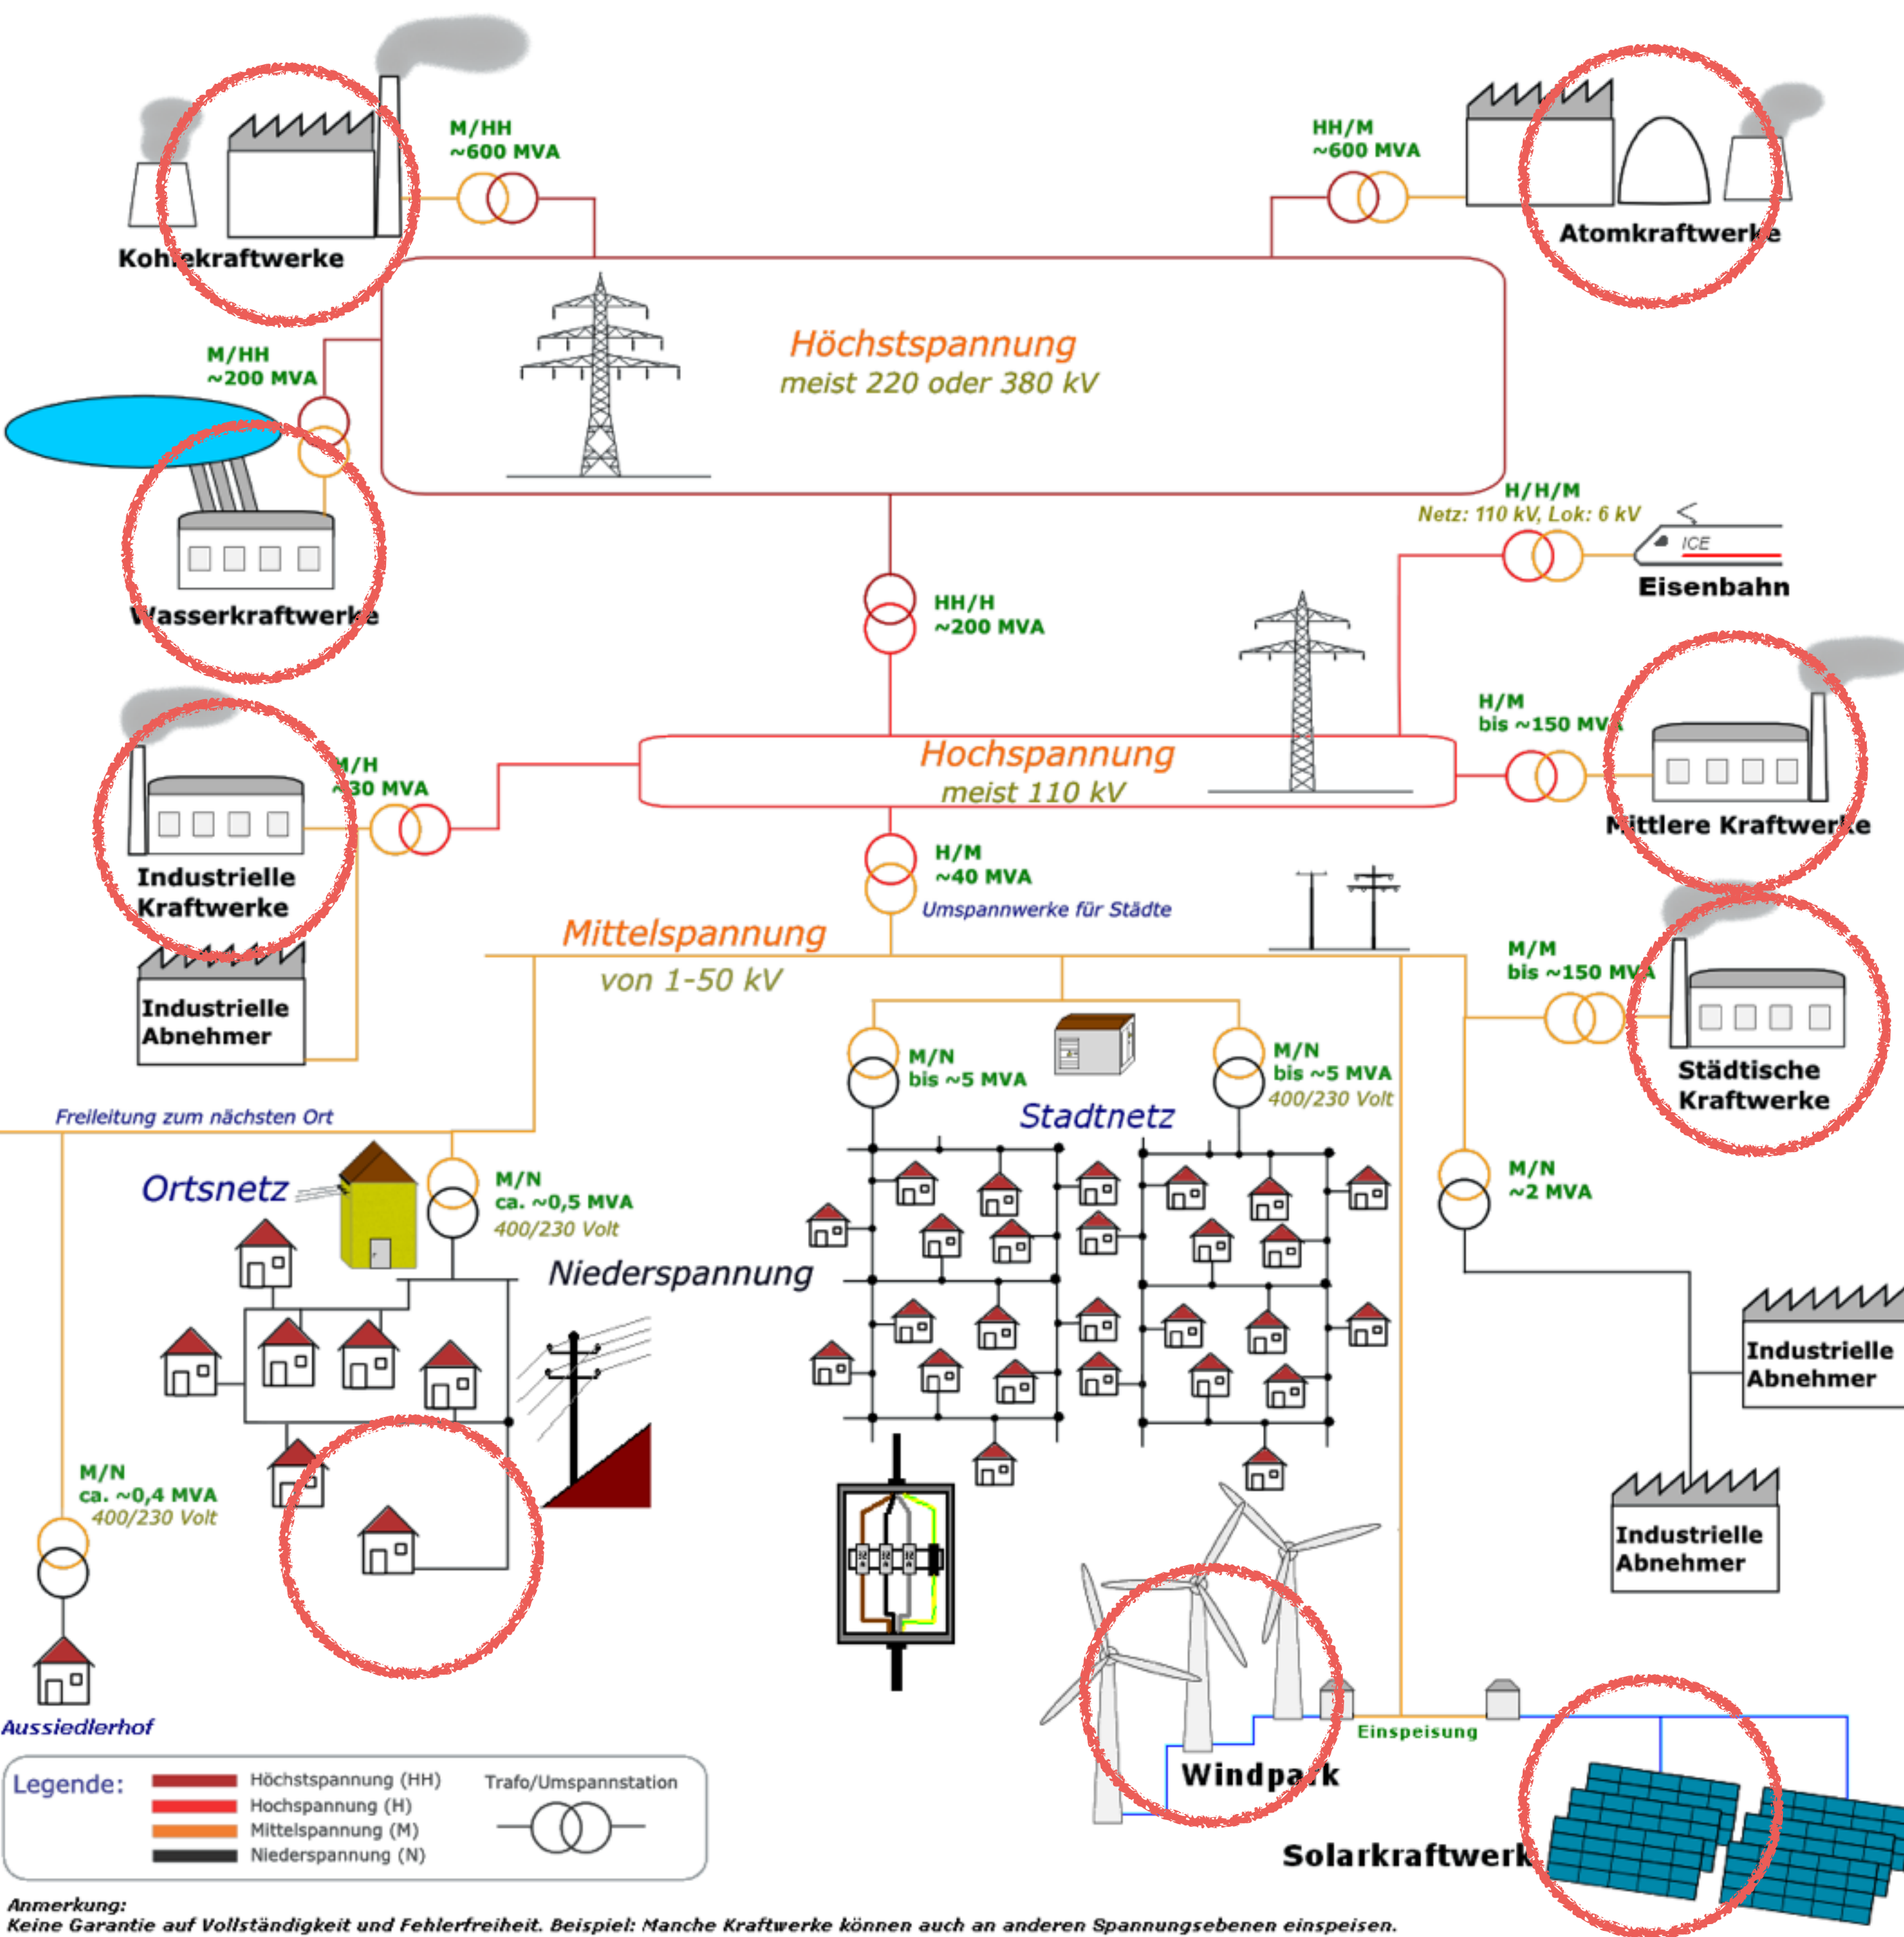 M/HH
~600 MVA
Kohlekraftwerke
HH/M
~600 MVA
Atomkraftwerke
Höchstspannung
meist 220 oder 380 kV
M/HH
~200 MVA
Wasserkraftwerke
H/H/M
Netz: 110 kV, Lok: 6 kV
ICE
Eisenbahn
HH/H
~200 MVA
H/M
bis ~150 MVA
Mittlere Kraftwerke
Hochspannung
meist 110 kV
M/H
~30 MVA
Industrielle
Kraftwerke
H/M
~40 MVA
Umspannwerke für Städte
Mittelspannung
von 1-50 kV
M/M
bis ~150 MVA
Städtische
Kraftwerke
Industrielle
Abnehmer
M/N
bis ~5 MVA
M/N
bis ~5 MVA
400/230 Volt
Stadtnetz
Freileitung zum nächsten Ort
Ortsnetz
M/N
ca. ~0,5 MVA
400/230 Volt
Niederspannung
M/N
~2 MVA
Industrielle
Abnehmer
M/N
ca. ~0,4 MVA
400/230 Volt
Industrielle
Abnehmer
Aussiedlerhof
Einspeisung
Windpark
Solarkraftwerk
Legende:
Höchstspannung (HH)
Hochspannung (H)
Mittelspannung (M)
Niederspannung (N)
Trafo/Umspannstation
Anmerkung:
Keine Garantie auf Vollständigkeit und Fehlerfreiheit. Beispiel: Manche Kraftwerke können auch an anderen Spannungsebenen einspeisen.